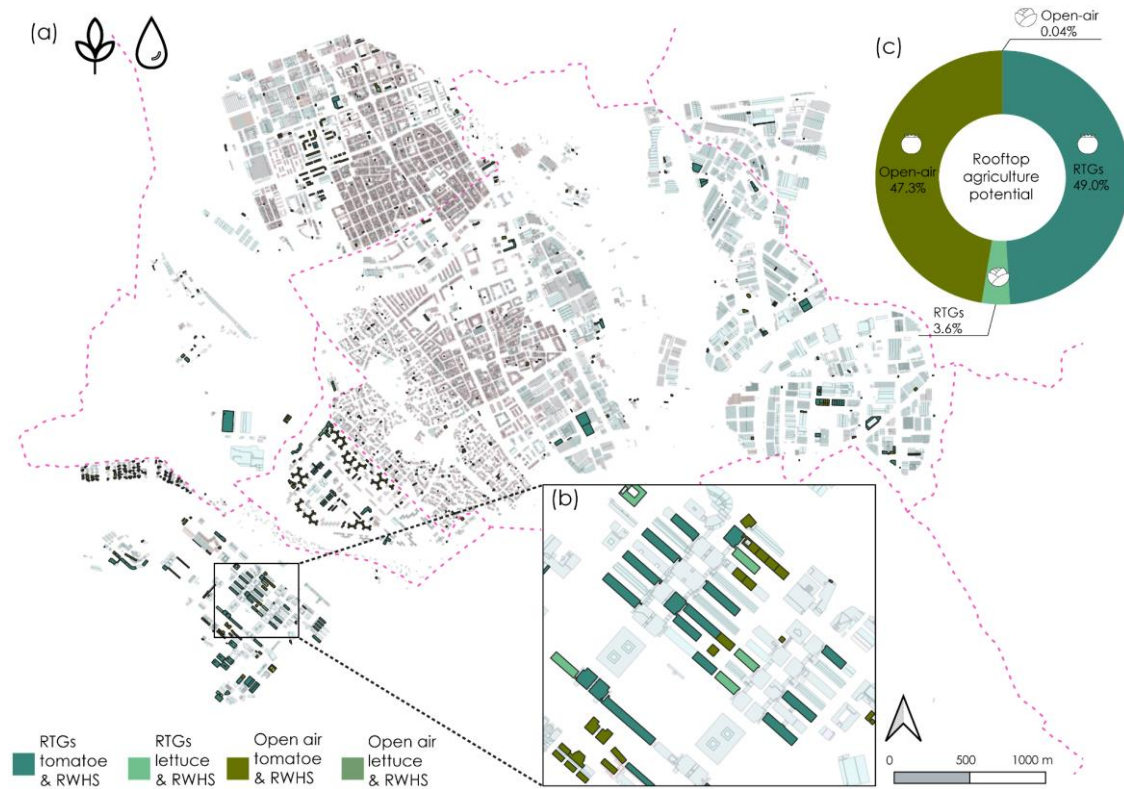 (a)
(c)
Open-air
0.04%
Open-air
47.3%
Rooftop
agriculture
potential
RTGs
49.0%
RTGs
3.6%
(b)
RTGs
tomatoe
& RWHS
RTGs
lettuce
& RWHS
Open air
tomatoe
& RWHS
Open air
lettuce
& RWHS
0 500 1000 m